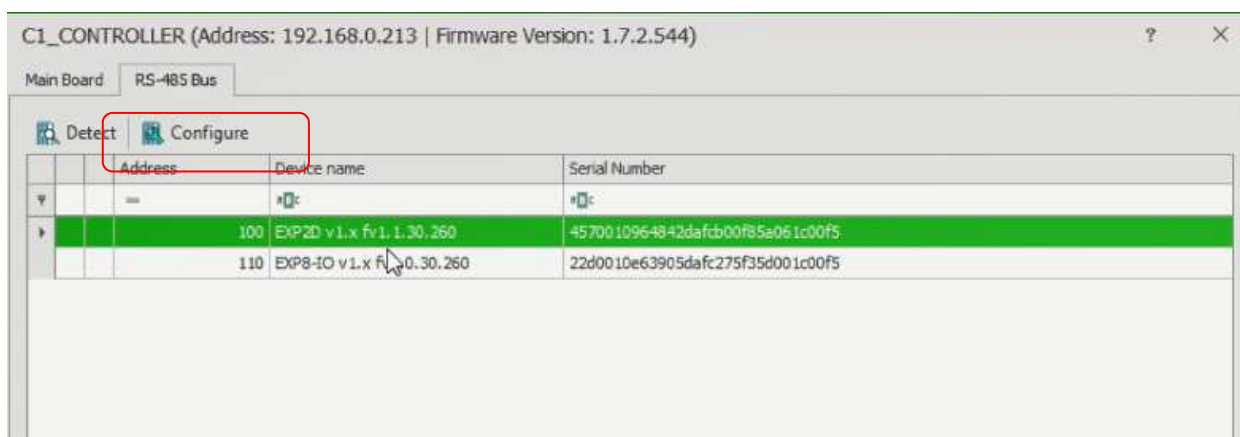 C1_CONTROLLER (Address: 192.168.0.213 | Firmware Version: 1.7.2.544) ? ×
Main Board RS-485 Bus
Detect Configure
Address Device name Serial Number
=
100 EXP2D v1.x fv1.1.30.260 4570010964842dafcb00f85a061c00f5
110 EXP8-IO v1.x 0.30.260 22d0010e63905dafc275f35d001c00f5